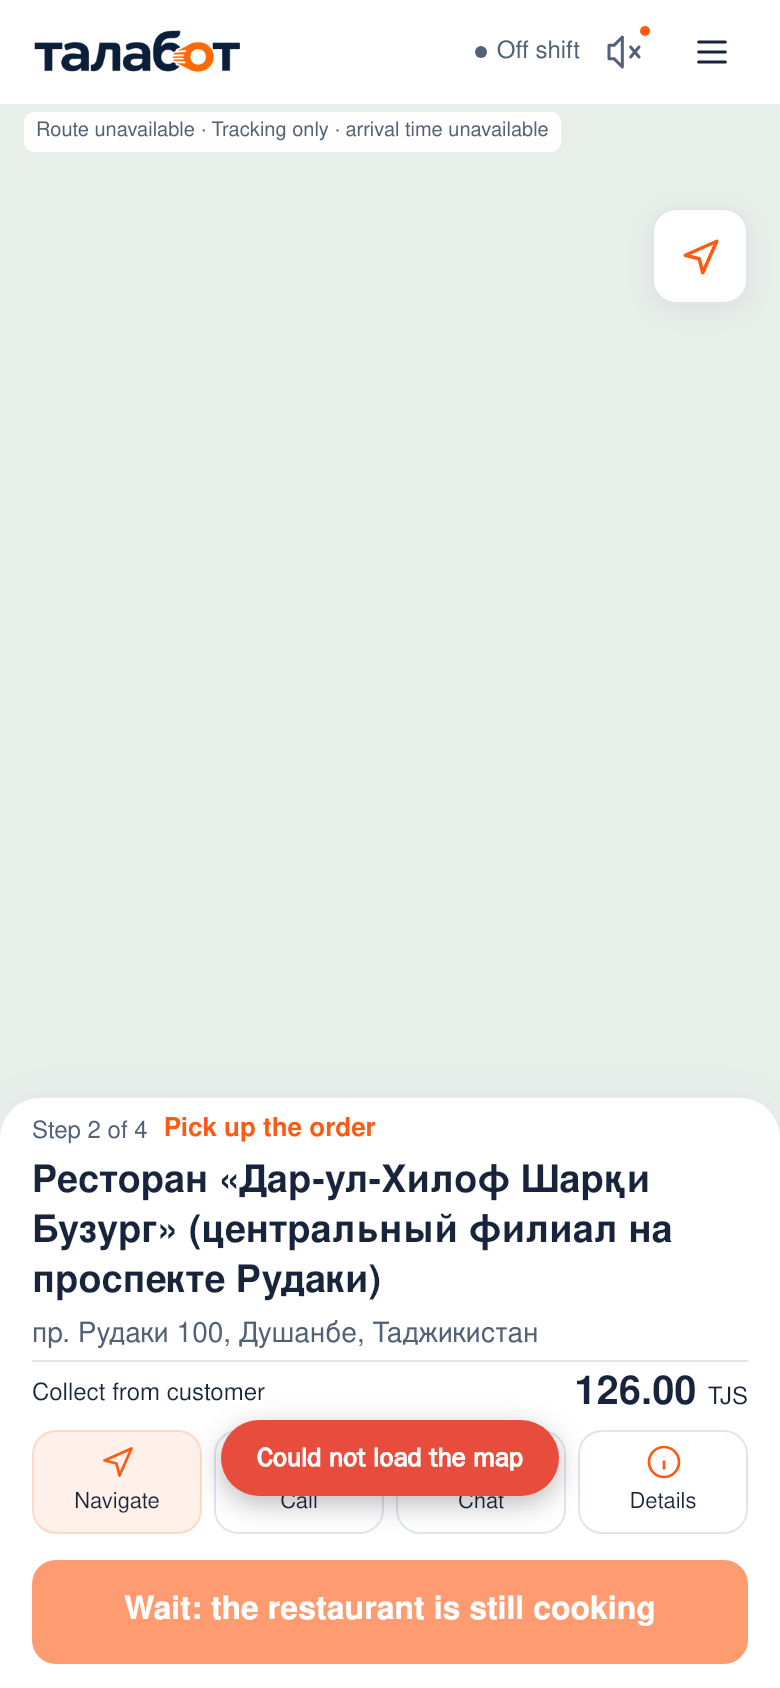 талабот
Off shift
Route unavailable · Tracking only · arrival time unavailable
Step 2 of 4 Pick up the order
Ресторан «Дар-ул-Хилоф Шарқи
Бузург» (центральный филиал на
проспекте Рудаки)
пр. Рудаки 100, Душанбе, Таджикистан
Collect from customer 126.00 TJS
Could not load the map
Navigate Call Chat Details
Wait: the restaurant is still cooking